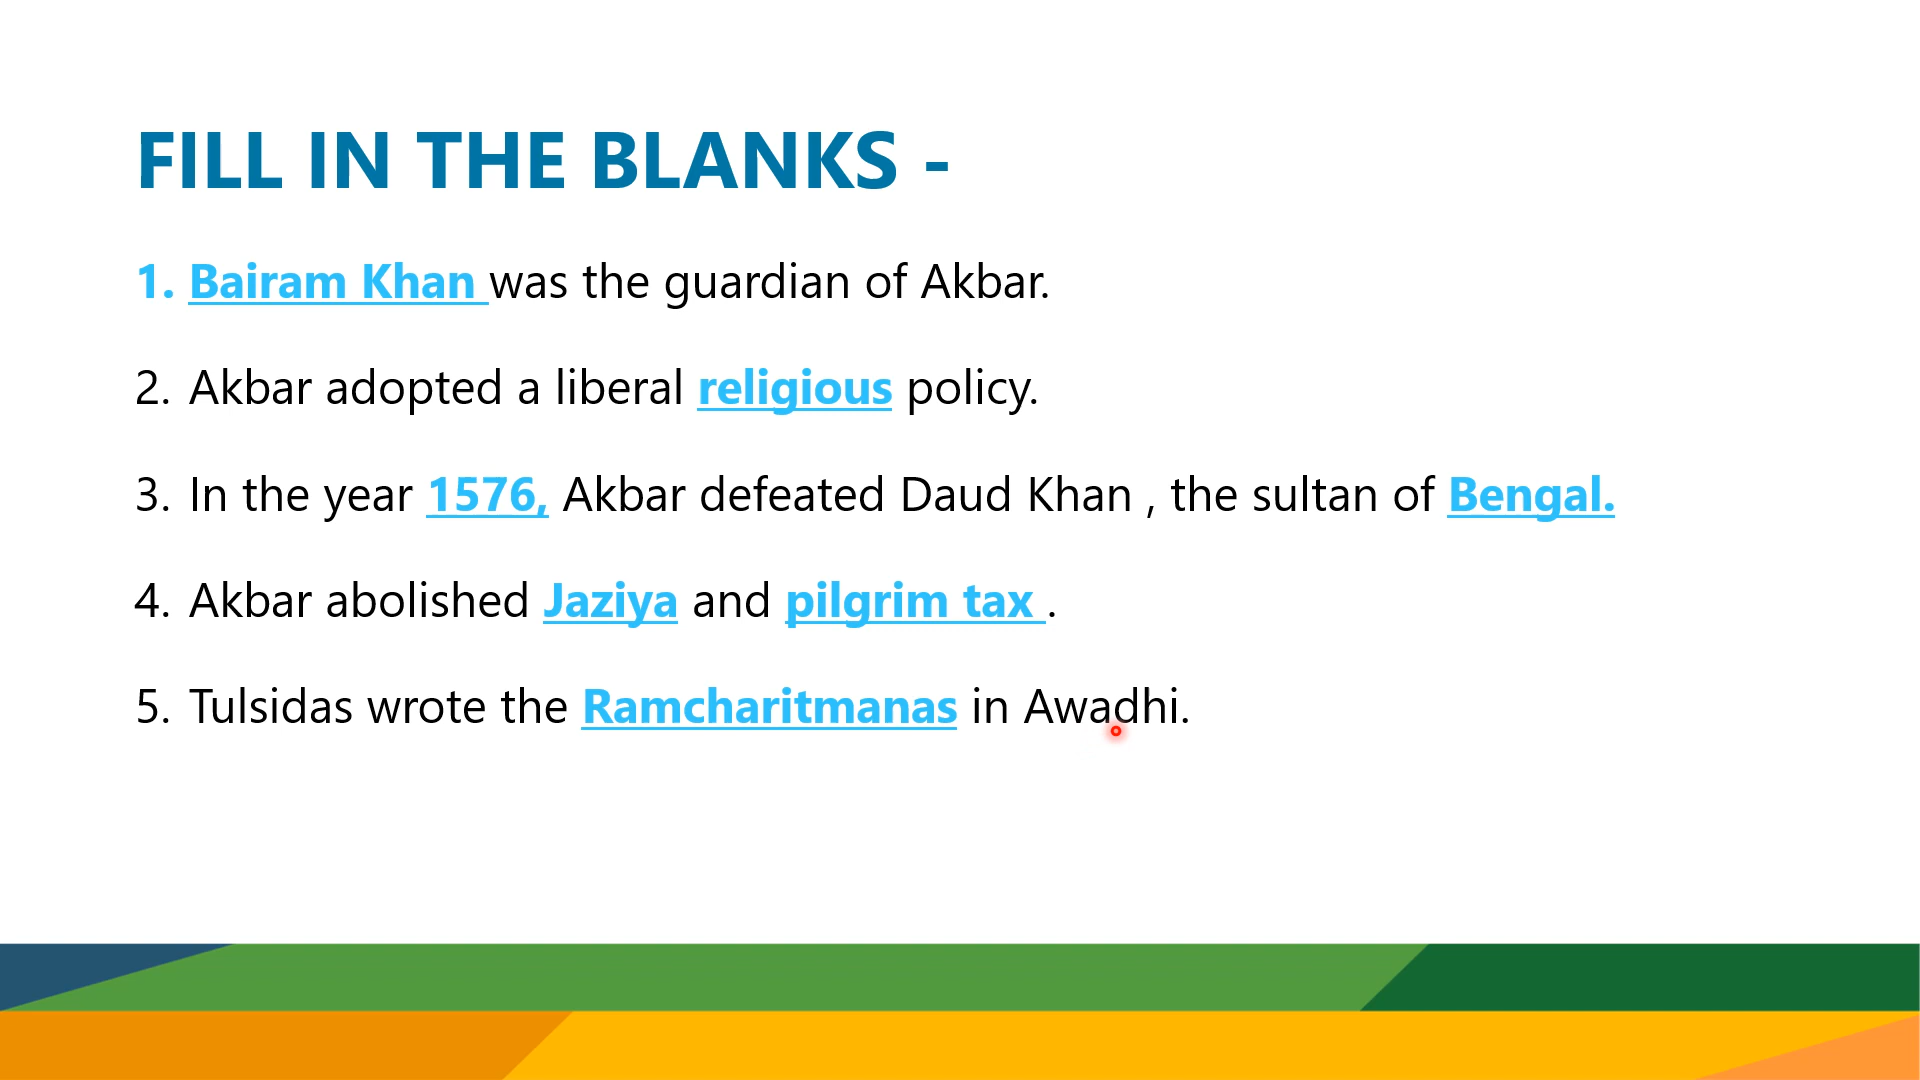 FILL IN THE BLANKS -
1. Bairam Khan was the guardian of Akbar.
2. Akbar adopted a liberal religious policy.
3. In the year 1576, Akbar defeated Daud Khan , the sultan of Bengal.
4. Akbar abolished Jaziya and pilgrim tax .
5. Tulsidas wrote the Ramcharitmanas in Awadhi.